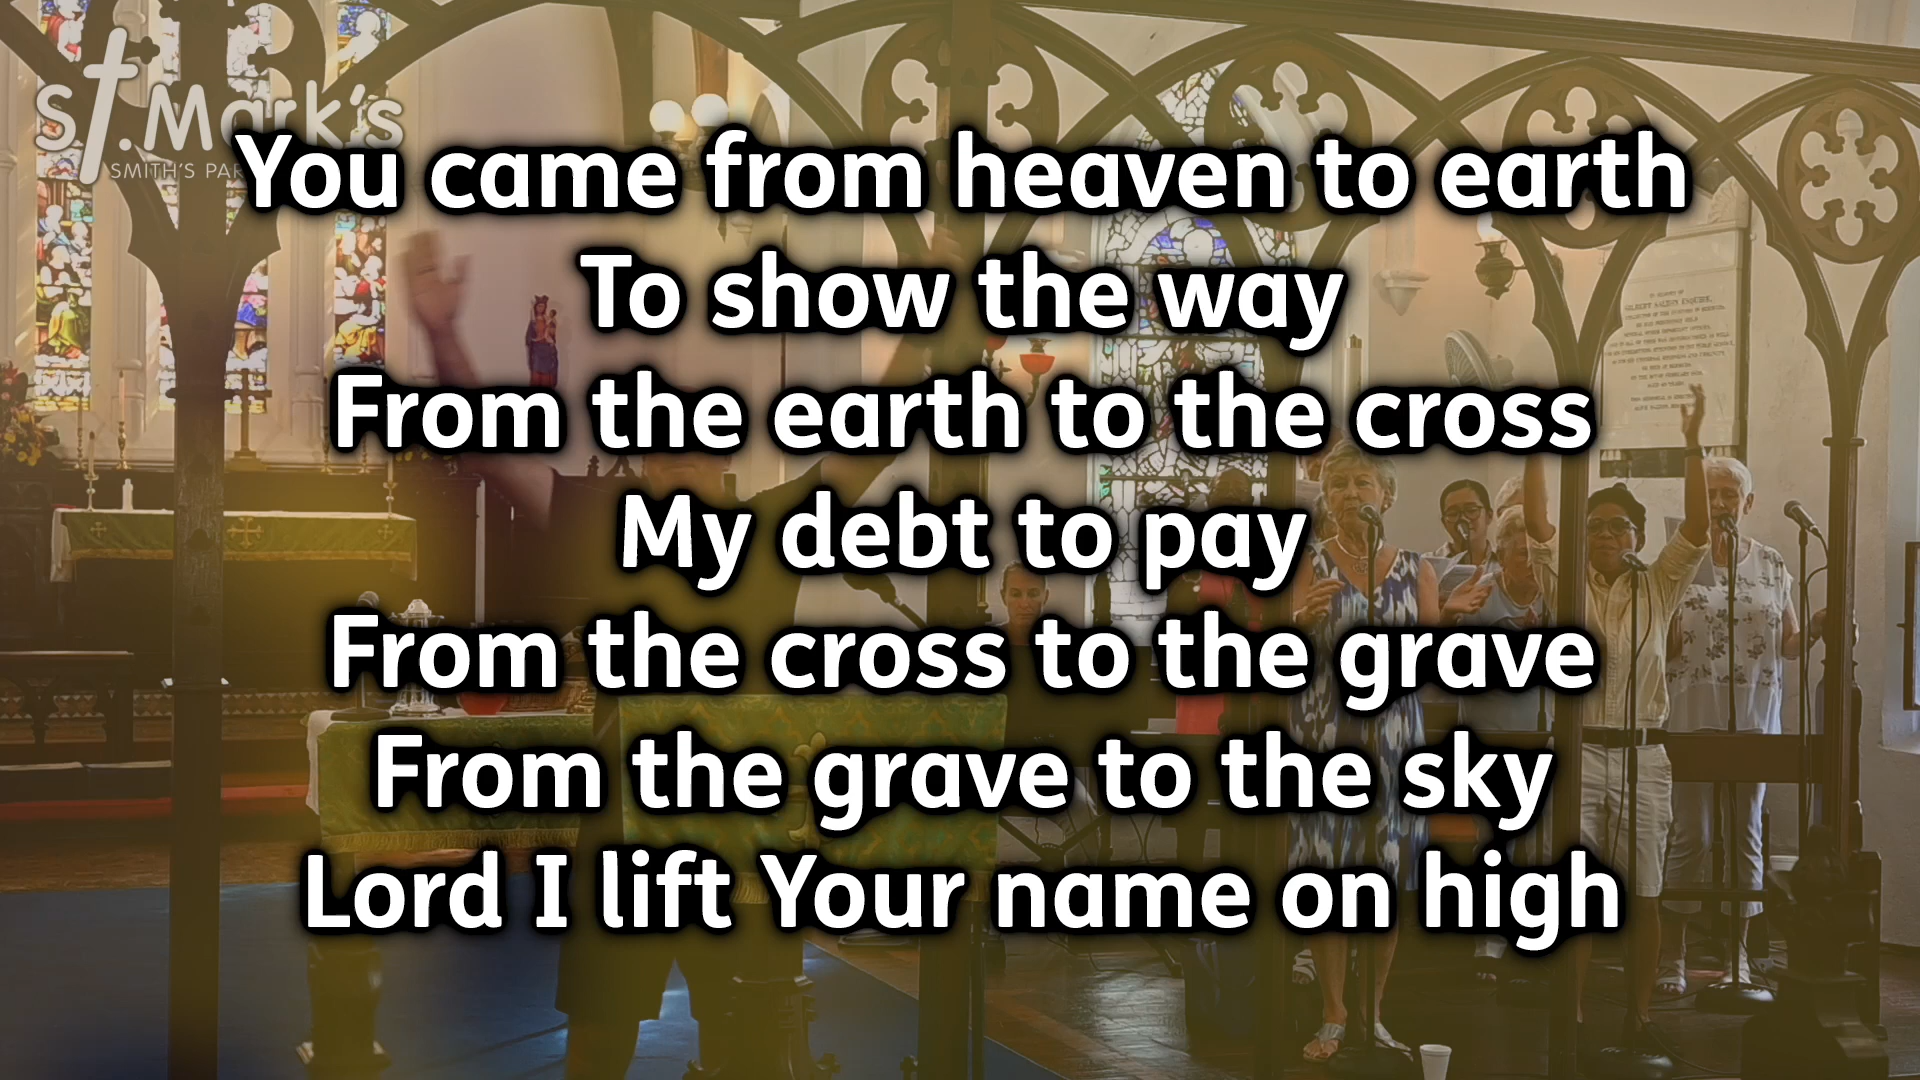 St. Mark's
SMITH'S PAR
You came from heaven to earth
To show the way
From the earth to the cross
My debt to pay
From the cross to the grave
From the grave to the sky
Lord I lift Your name on high